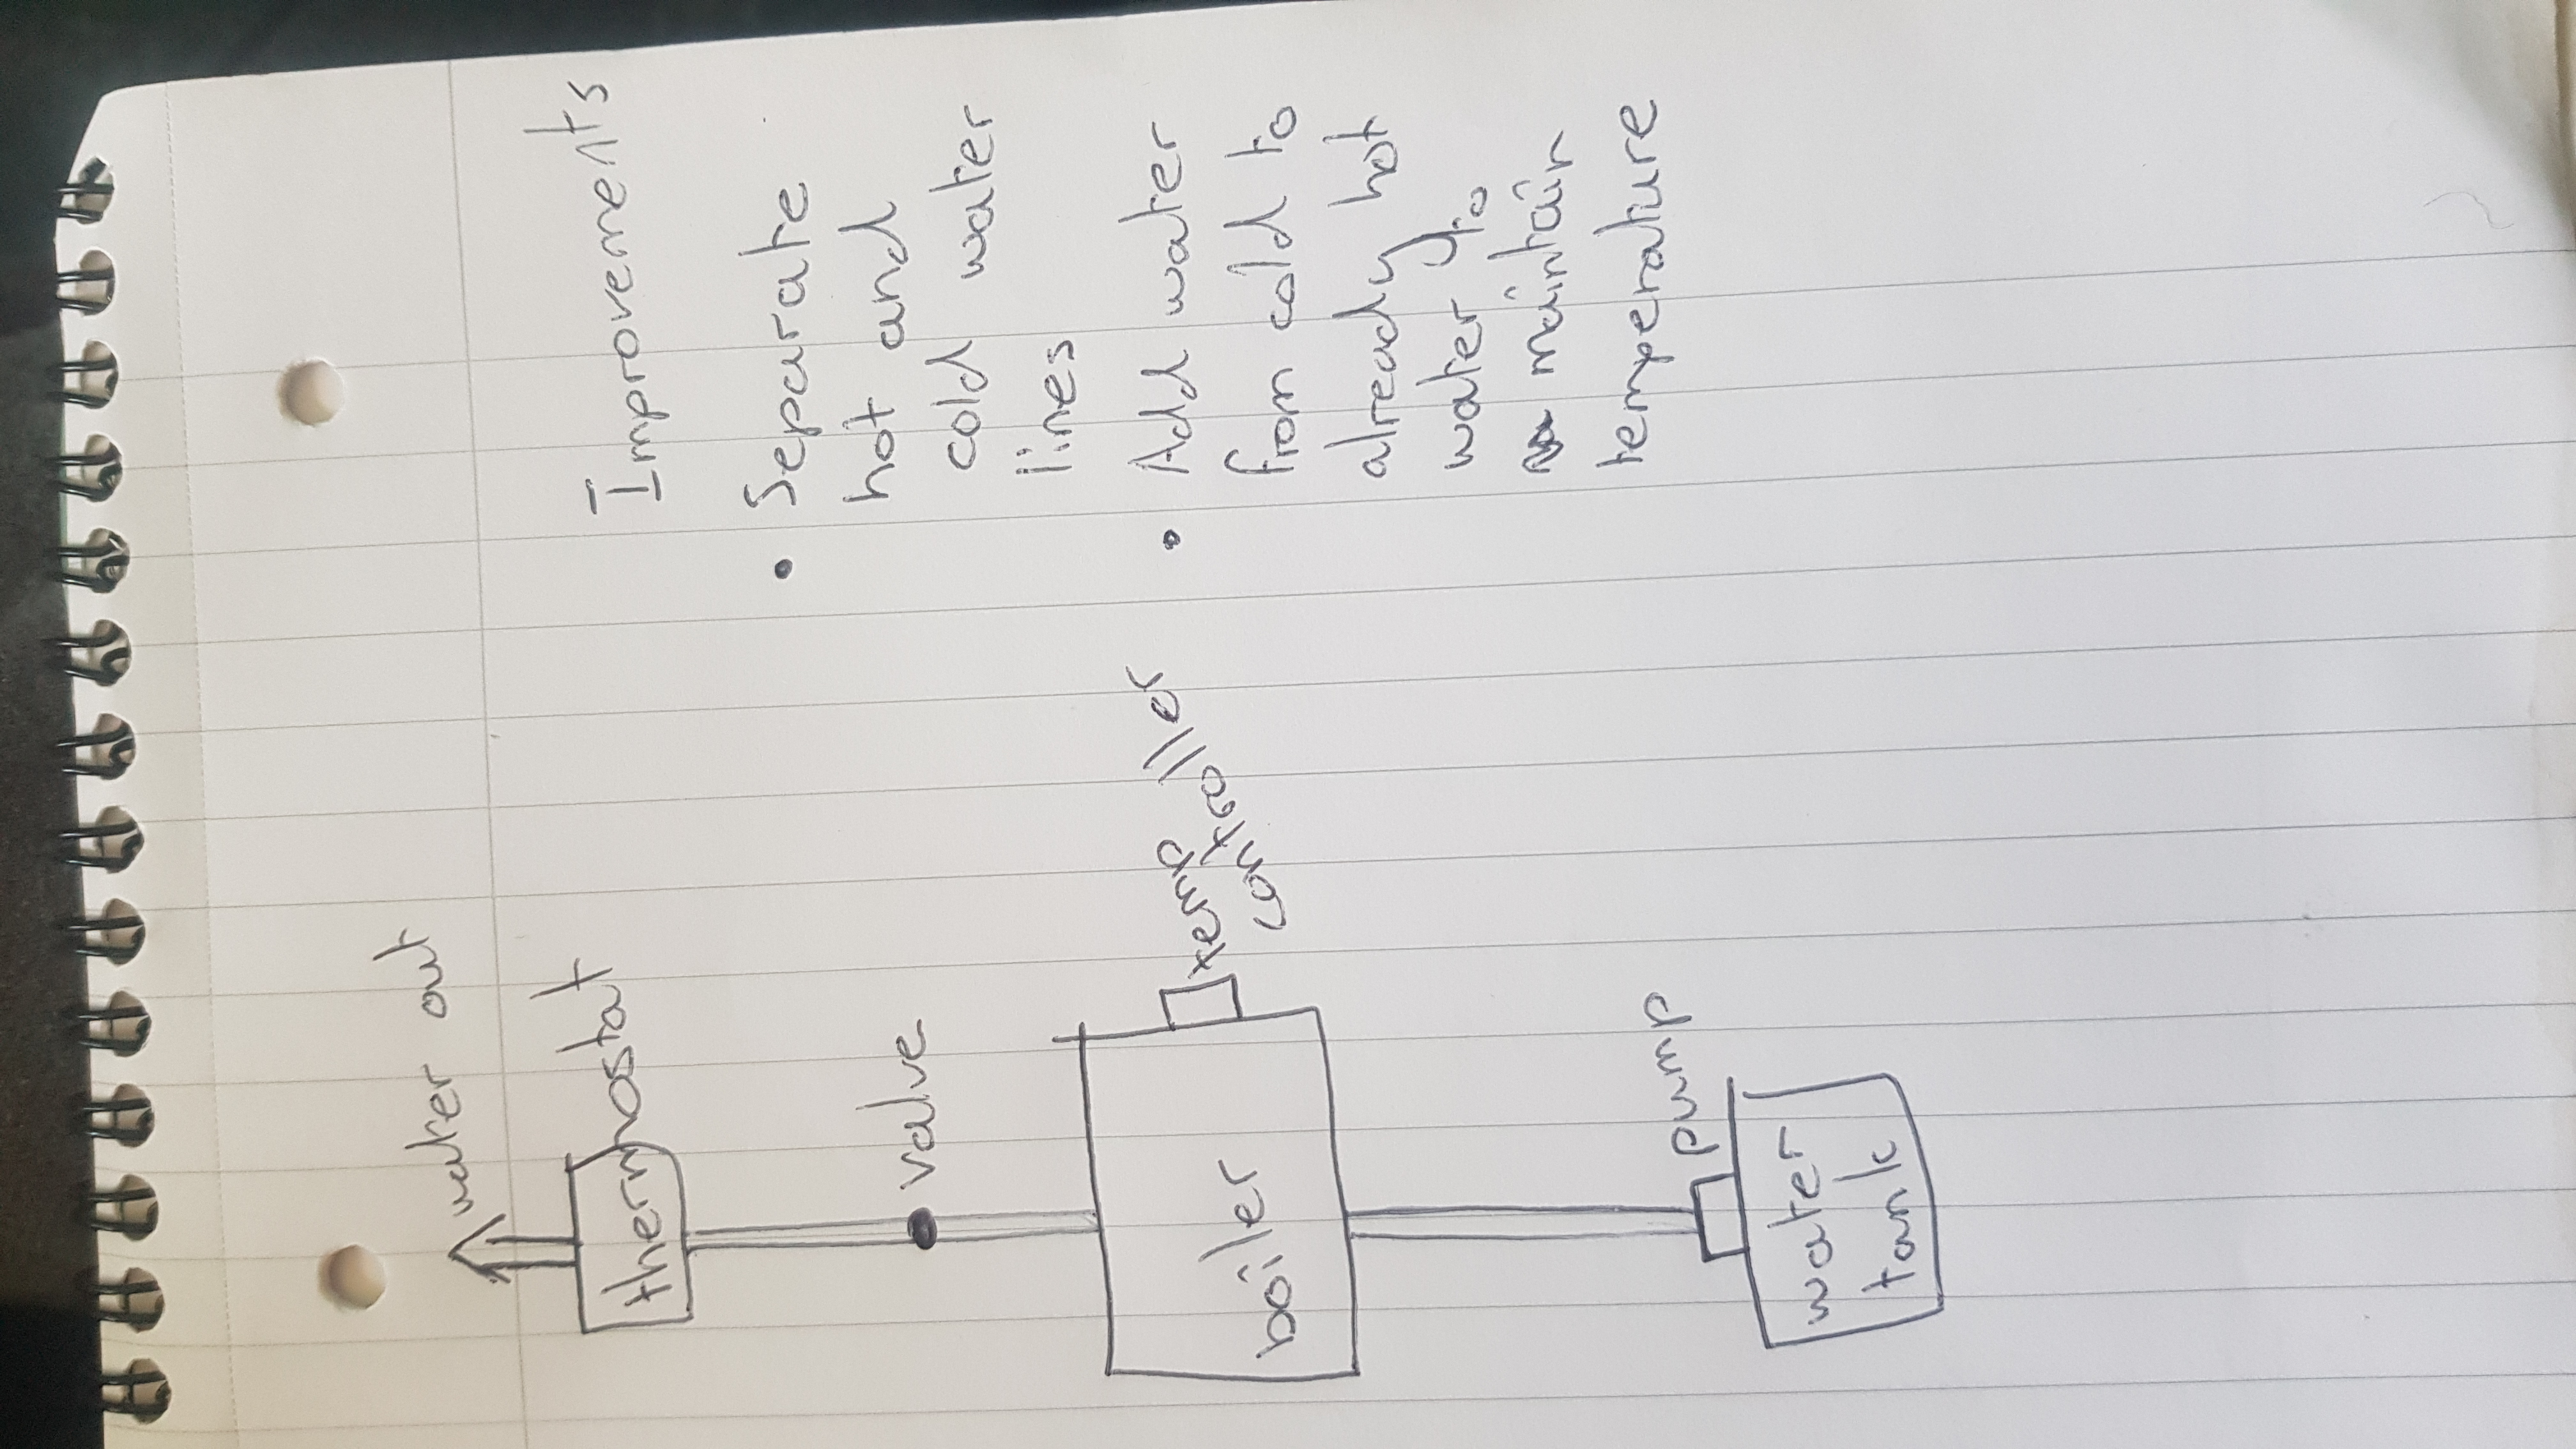 water out
thermostat
valve
boiler
temp
controller
pump
water
tank
Improvements
• Separate
hot and
cold water
lines
• Add water
from cold to
already hot
water to
maintain
temperature